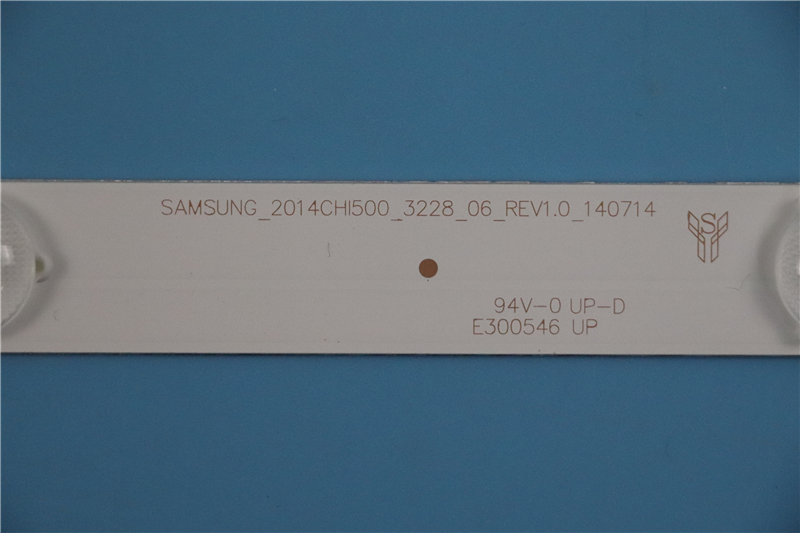 SAMSUNG_2014CHI500_3228_06_REV1.0_140714
S
94V-0 UP-D
E300546 UP